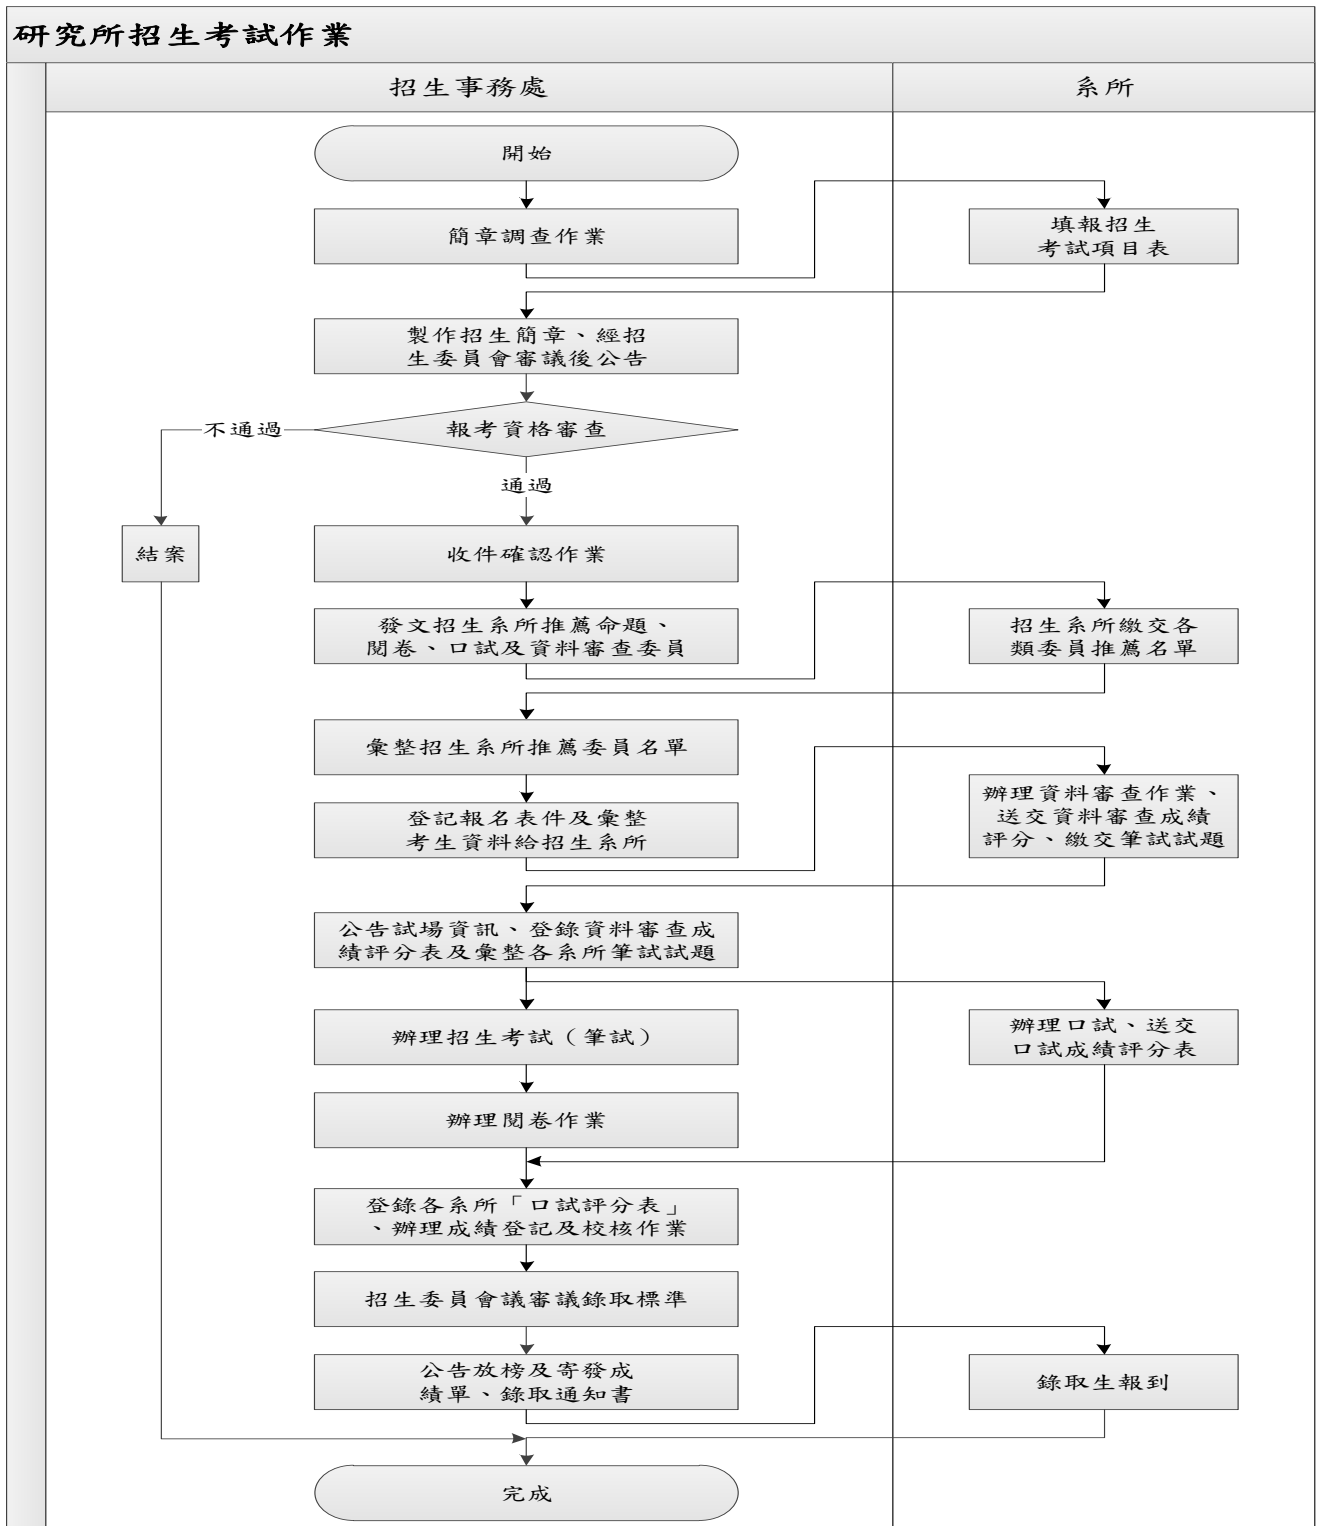 研究所招生考試作業
招生事務處
系所
開始
簡章調查作業
填報招生
考試項目表
製作招生簡章、經招
生委員會審議後公告
不通過
報考資格審查
通過
結案
收件確認作業
發文招生系所推薦命題、
閱卷、口試及資料審查委員
招生系所繳交各
類委員推薦名單
彙整招生系所推薦委員名單
登記報名表件及彙整
考生資料給招生系所
辦理資料審查作業、
送交資料審查成績
評分、繳交筆試試題
公告試場資訊、登錄資料審查成
績評分表及彙整各系所筆試試題
辦理招生考試（筆試）
辦理口試、送交
口試成績評分表
辦理閱卷作業
登錄各系所「口試評分表」
、辦理成績登記及校核作業
招生委員會議審議錄取標準
公告放榜及寄發成
績單、錄取通知書
錄取生報到
完成